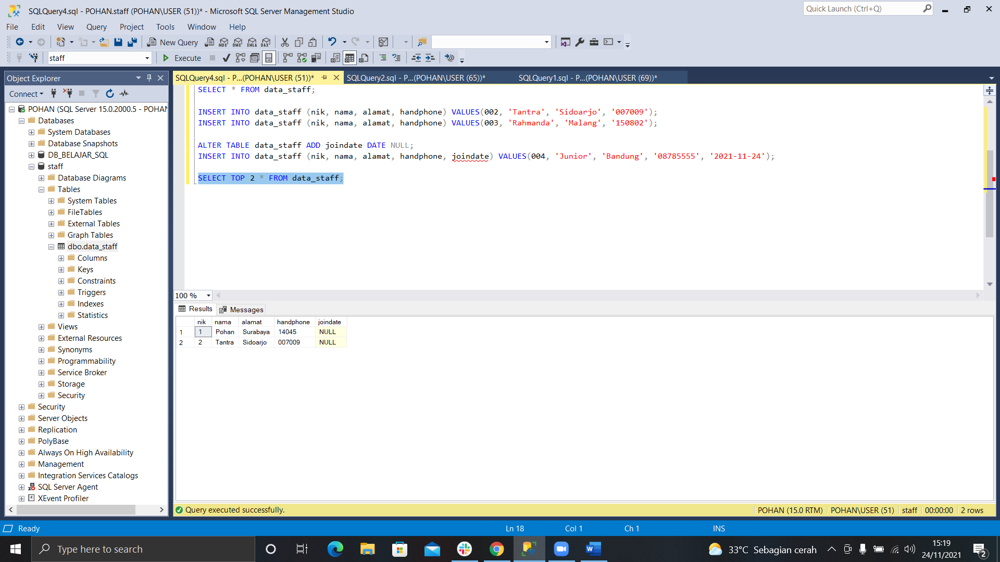 SQLQuery4.sql - POHAN.staff (POHAN\USER (51))* - Microsoft SQL Server Management Studio
Quick Launch (Ctrl+Q)
File Edit View Query Project Tools Window Help
New Query
MDX DMX XMLA DAX
staff
Execute
Object Explorer
Connect
POHAN (SQL Server 15.0.2000.5 - POHAN
Databases
System Databases
Database Snapshots
DB_BELAJAR_SQL
staff
Database Diagrams
Tables
System Tables
FileTables
External Tables
Graph Tables
dbo.data_staff
Columns
Keys
Constraints
Triggers
Indexes
Statistics
Views
External Resources
Synonyms
Programmability
Service Broker
Storage
Security
Security
Server Objects
Replication
PolyBase
Always On High Availability
Management
Integration Services Catalogs
SQL Server Agent
XEvent Profiler
SQLQuery4.sql - P...(POHAN\USER (51))* SQLQuery2.sql - P...(POHAN\USER (65))* SQLQuery1.sql - P...(POHAN\USER (69))*
SELECT * FROM data_staff;
INSERT INTO data_staff (nik, nama, alamat, handphone) VALUES(002, 'Tantra', 'Sidoarjo', '007009');
INSERT INTO data_staff (nik, nama, alamat, handphone) VALUES(003, 'Rahmanda', 'Malang', '150802');
ALTER TABLE data_staff ADD joindate DATE NULL;
INSERT INTO data_staff (nik, nama, alamat, handphone, joindate) VALUES(004, 'Junior', 'Bandung', '08785555', '2021-11-24');
SELECT TOP 2 * FROM data_staff;
100 %
Results Messages
nik nama alamat handphone joindate
1 1 Pohan Surabaya 14045 NULL
2 2 Tantra Sidoarjo 007009 NULL
Query executed successfully.
POHAN (15.0 RTM) POHAN\USER (51) staff 00:00:00 2 rows
Ready Ln 18 Col 1 Ch 1 INS
Type here to search
33°C Sebagian cerah
15:19
24/11/2021
2